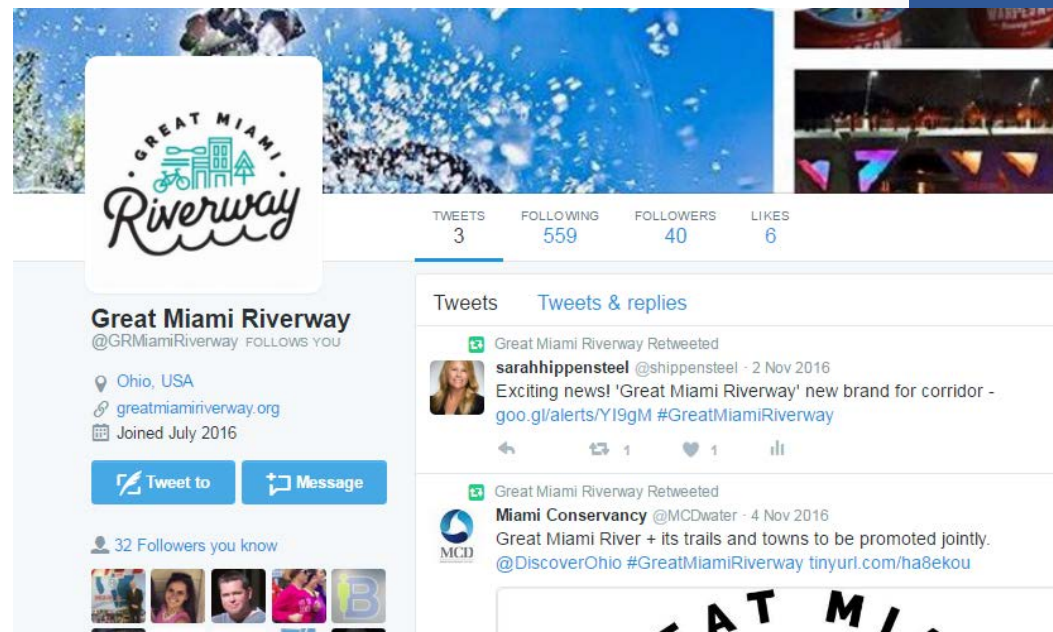 GREAT MIAMI
Riverway
TWEETS FOLLOWING FOLLOWERS LIKES
3 559 40 6
Great Miami Riverway
@GRMiamiRiverway FOLLOWS YOU
Ohio, USA
greatmiamiriverway.org
Joined July 2016
Tweet to Message
32 Followers you know
B
Tweets Tweets & replies
Great Miami Riverway Retweeted
sarahhippensteel @shippensteel · 2 Nov 2016
Exciting news! 'Great Miami Riverway' new brand for corridor -
goo.gl/alerts/YI9gM #GreatMiamiRiverway
1 1
Great Miami Riverway Retweeted
Miami Conservancy @MCDwater · 4 Nov 2016
Great Miami River + its trails and towns to be promoted jointly.
@DiscoverOhio #GreatMiamiRiverway tinyurl.com/ha8ekou
MCD
GREAT MI